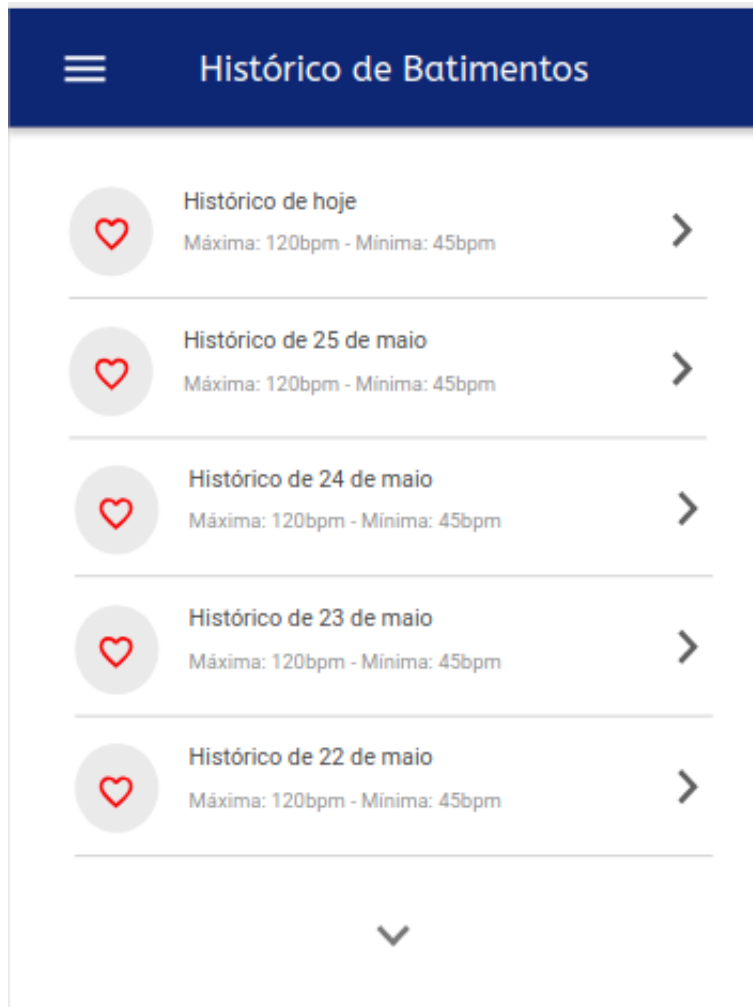 Histórico de Batimentos
Histórico de hoje
Máxima: 120bpm - Mínima: 45bpm
Histórico de 25 de maio
Máxima: 120bpm - Mínima: 45bpm
Histórico de 24 de maio
Máxima: 120bpm - Mínima: 45bpm
Histórico de 23 de maio
Máxima: 120bpm - Mínima: 45bpm
Histórico de 22 de maio
Máxima: 120bpm - Mínima: 45bpm